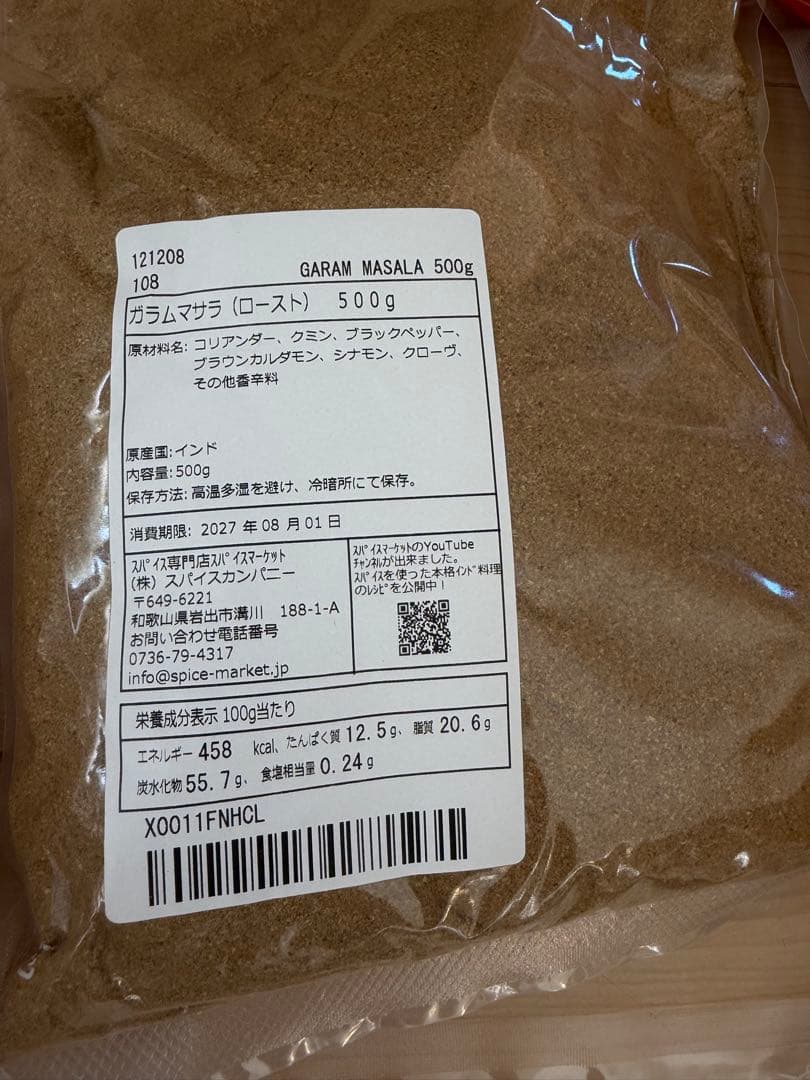 121208
108
GARAM MASALA 500g
ガラムマサラ（ロースト） 500g
原材料名: コリアンダー、クミン、ブラックペッパー、
ブラウンカルダモン、シナモン、クローヴ、
その他香辛料
原産国:インド
内容量:500g
保存方法:高温多湿を避け、冷暗所にて保存。
消費期限: 2027 年 08 月 01 日
ｽﾊﾟｲｽ専門店ｽﾊﾟｲｽﾏｰｹｯﾄ
(株) スパイスカンパニー
〒649-6221
和歌山県岩出市溝川 188-1-A
お問い合わせ電話番号
0736-79-4317
info@spice-market.jp
ｽﾊﾟｲｽﾏｰｹｯﾄのYouTube
ﾁｬﾝﾈﾙが出来ました。
ｽﾊﾟｲｽを使った本格ｲﾝﾄﾞ料理
のﾚｼﾋﾟを公開中！
栄養成分表示 100g当たり
エネルギー 458 kcal、たんぱく質 12.5g、脂質 20.6g
炭水化物 55.7g、食塩相当量 0.24g
X0011FNHCL